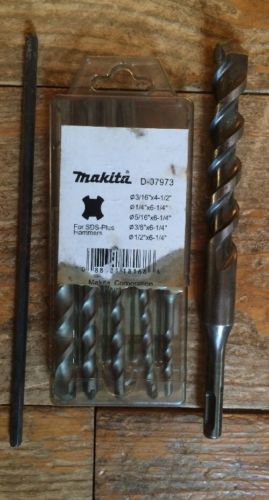 makita D-07973
Ø3/16"x4-1/2"
Ø1/4"x6-1/4"
Ø5/16"x6-1/4"
Ø3/8"x6-1/4"
Ø1/2"x6-1/4"
For SDS-Plus
Hammers
Makita Corporation